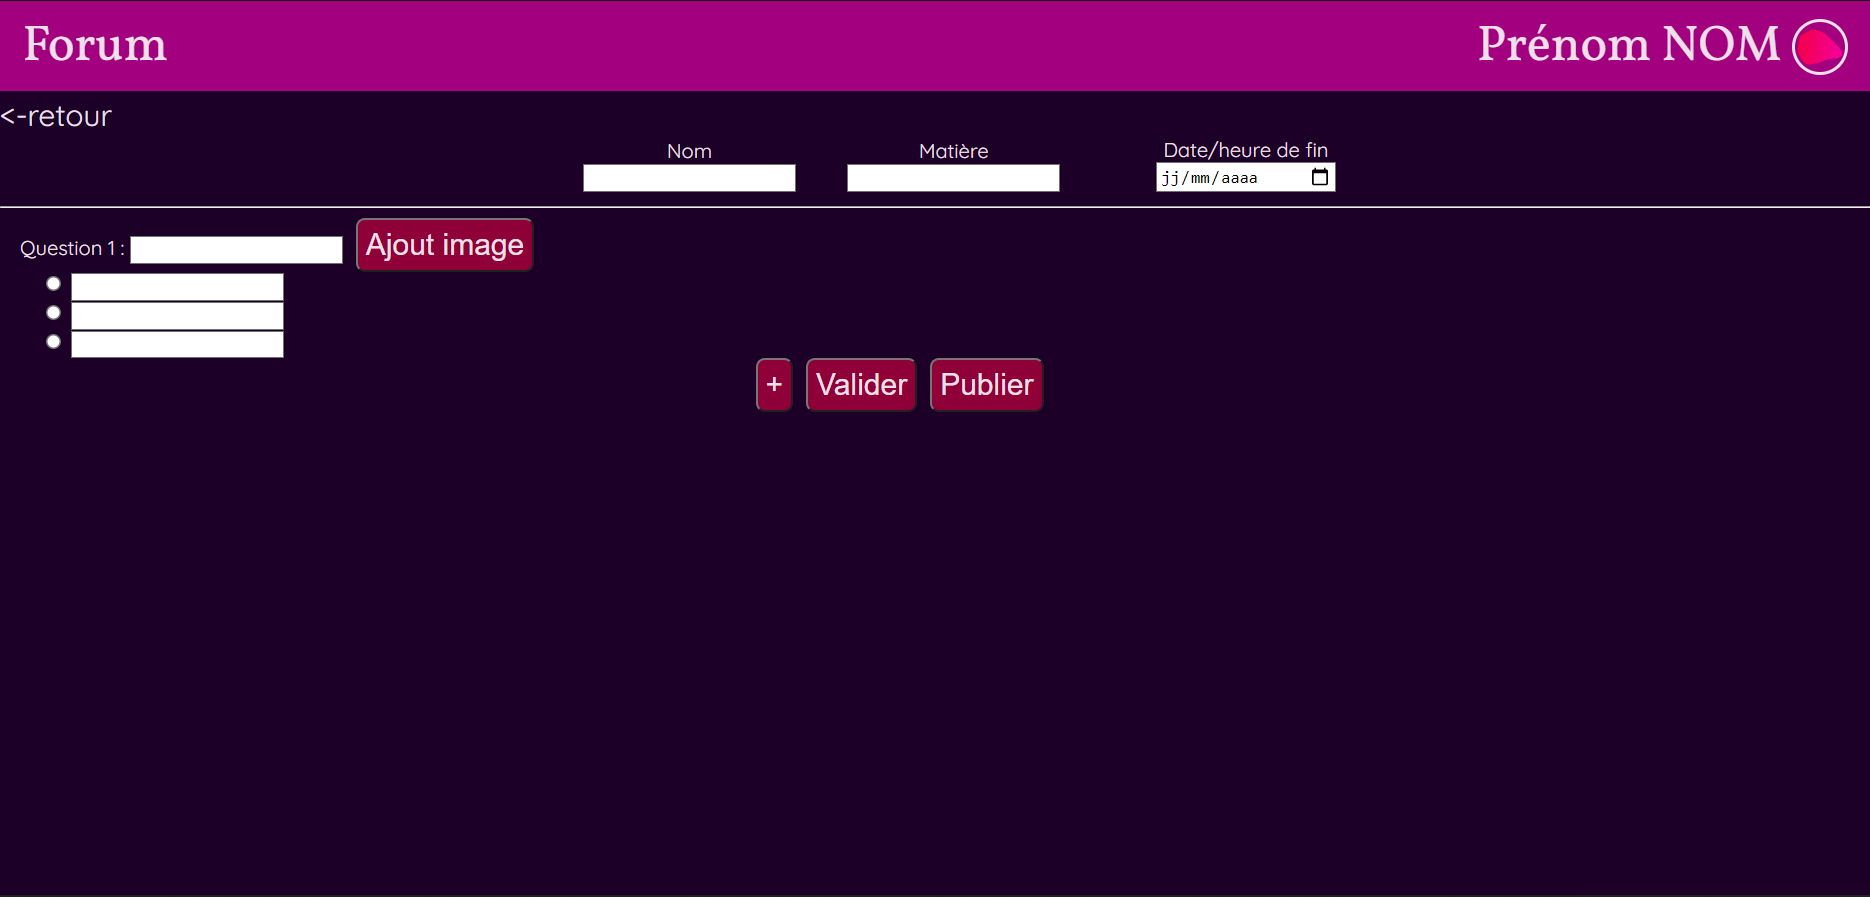 Forum Prénom NOM
<-retour
Nom Matière Date/heure de fin
jj/mm/aaaa
Question 1 : Ajout image
+ Valider Publier